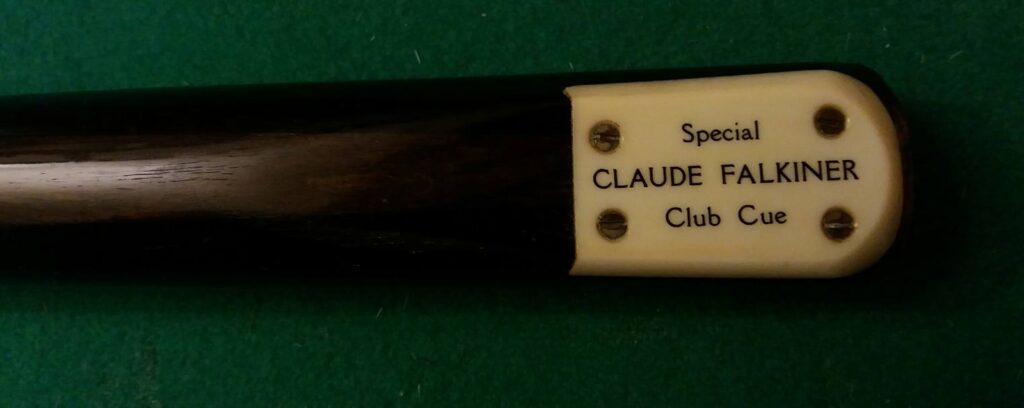 Special
CLAUDE FALKINER
Club Cue